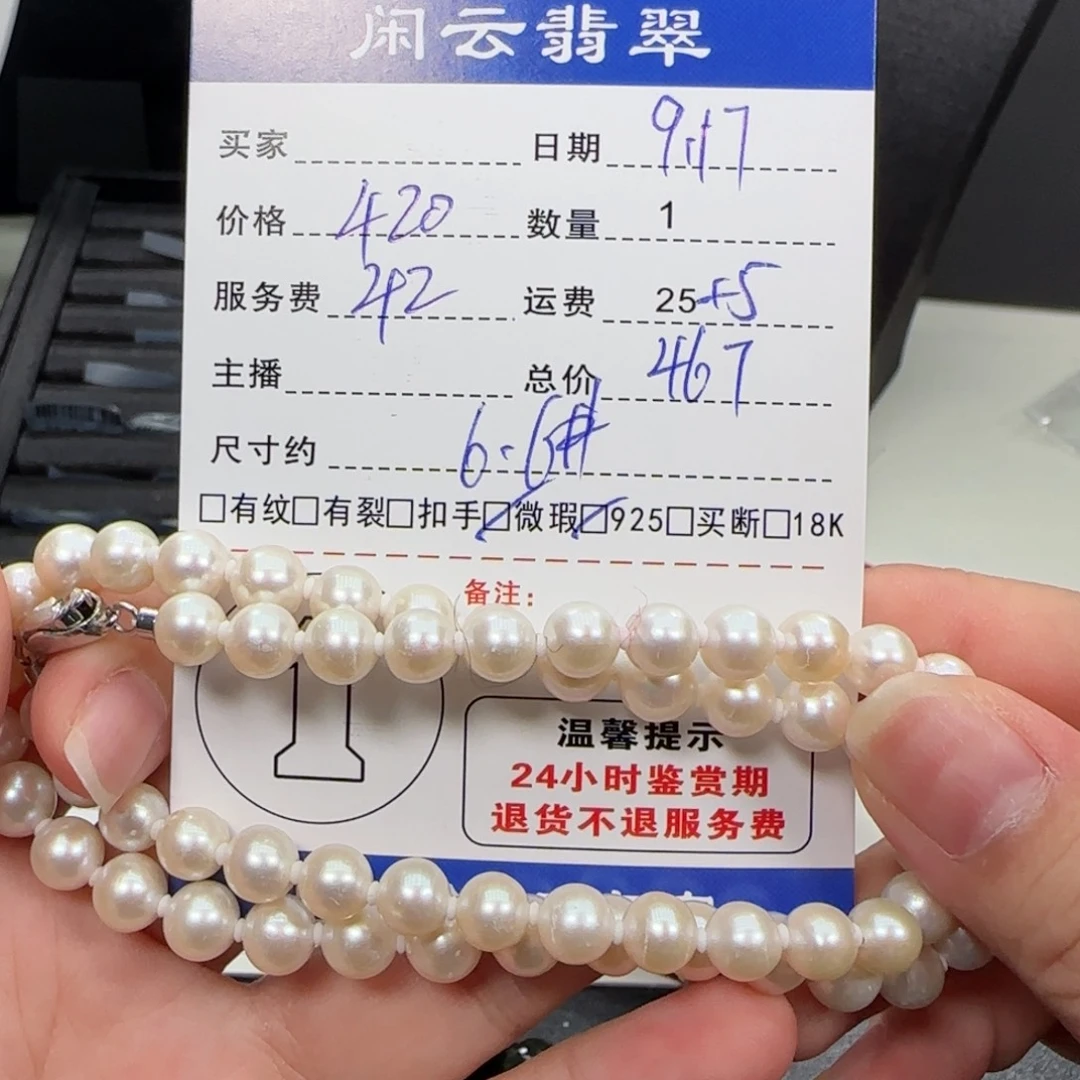 闲云翡翠
买家 日期 9.17
价格 420 数量 1
服务费 42 运费 25+5
主播 总价 467
尺寸约 6-6#
□有纹□有裂□扣手□微瑕□925□买断□18K
备注:
温馨提示
24小时鉴赏期
退货不退服务费